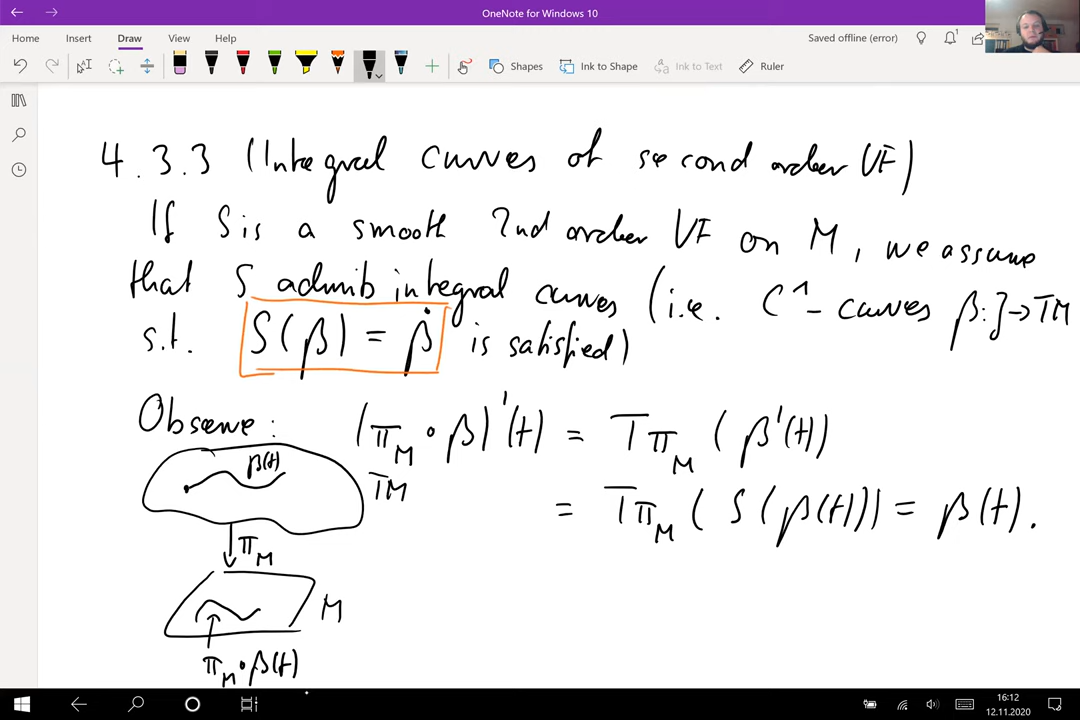 OneNote for Windows 10
Home Insert Draw View Help Saved offline (error)
Shapes Ink to Shape Ink to Text Ruler
4.3.3 (Integral curves of second order VF)
If S is a smooth 2nd order VF on M, we assume
that S admits integral curves (i.e. C¹-curves β: J→TM
s.t. S(β) = β̇ is satisfied)
Observe: (π_M ∘ β)'(t) = Tπ_M (β'(t))
= Tπ_M (S(β(t))) = β(t).
β(t)
TM
π_M
M
π_M∘β(t)
16:12
12.11.2020